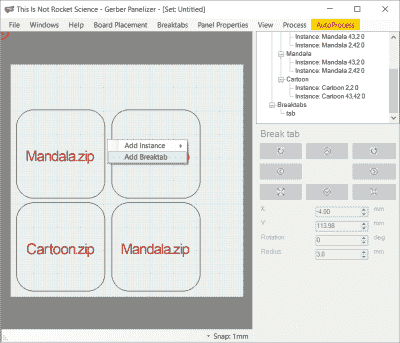 This Is Not Rocket Science - Gerber Panelizer - [Set: Untitled]
File Windows Help Board Placement Breaktabs Panel Properties View Process AutoProcess
Instance: Mandala 43,2 0
Instance: Mandala 2,42 0
Mandala
Instance: Mandala 43,2 0
Instance: Mandala 2,42 0
Cartoon
Instance: Cartoon 2,2 0
Instance: Cartoon 43,42 0
Breaktabs
tab
Add Instance
Add Breaktab
Mandala.zip
Cartoon.zip
Mandala.zip
Break tab
X -4.00 mm
Y 113.98 mm
Rotation 0 deg
Radius 3.0 mm
Snap: 1mm